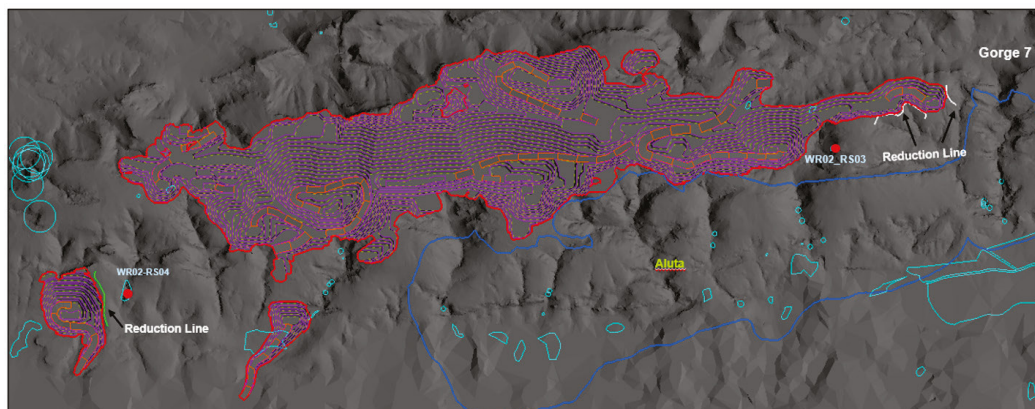 Gorge 7
WR02_RS03
Reduction Line
Aluta
WR02-RS04
Reduction Line